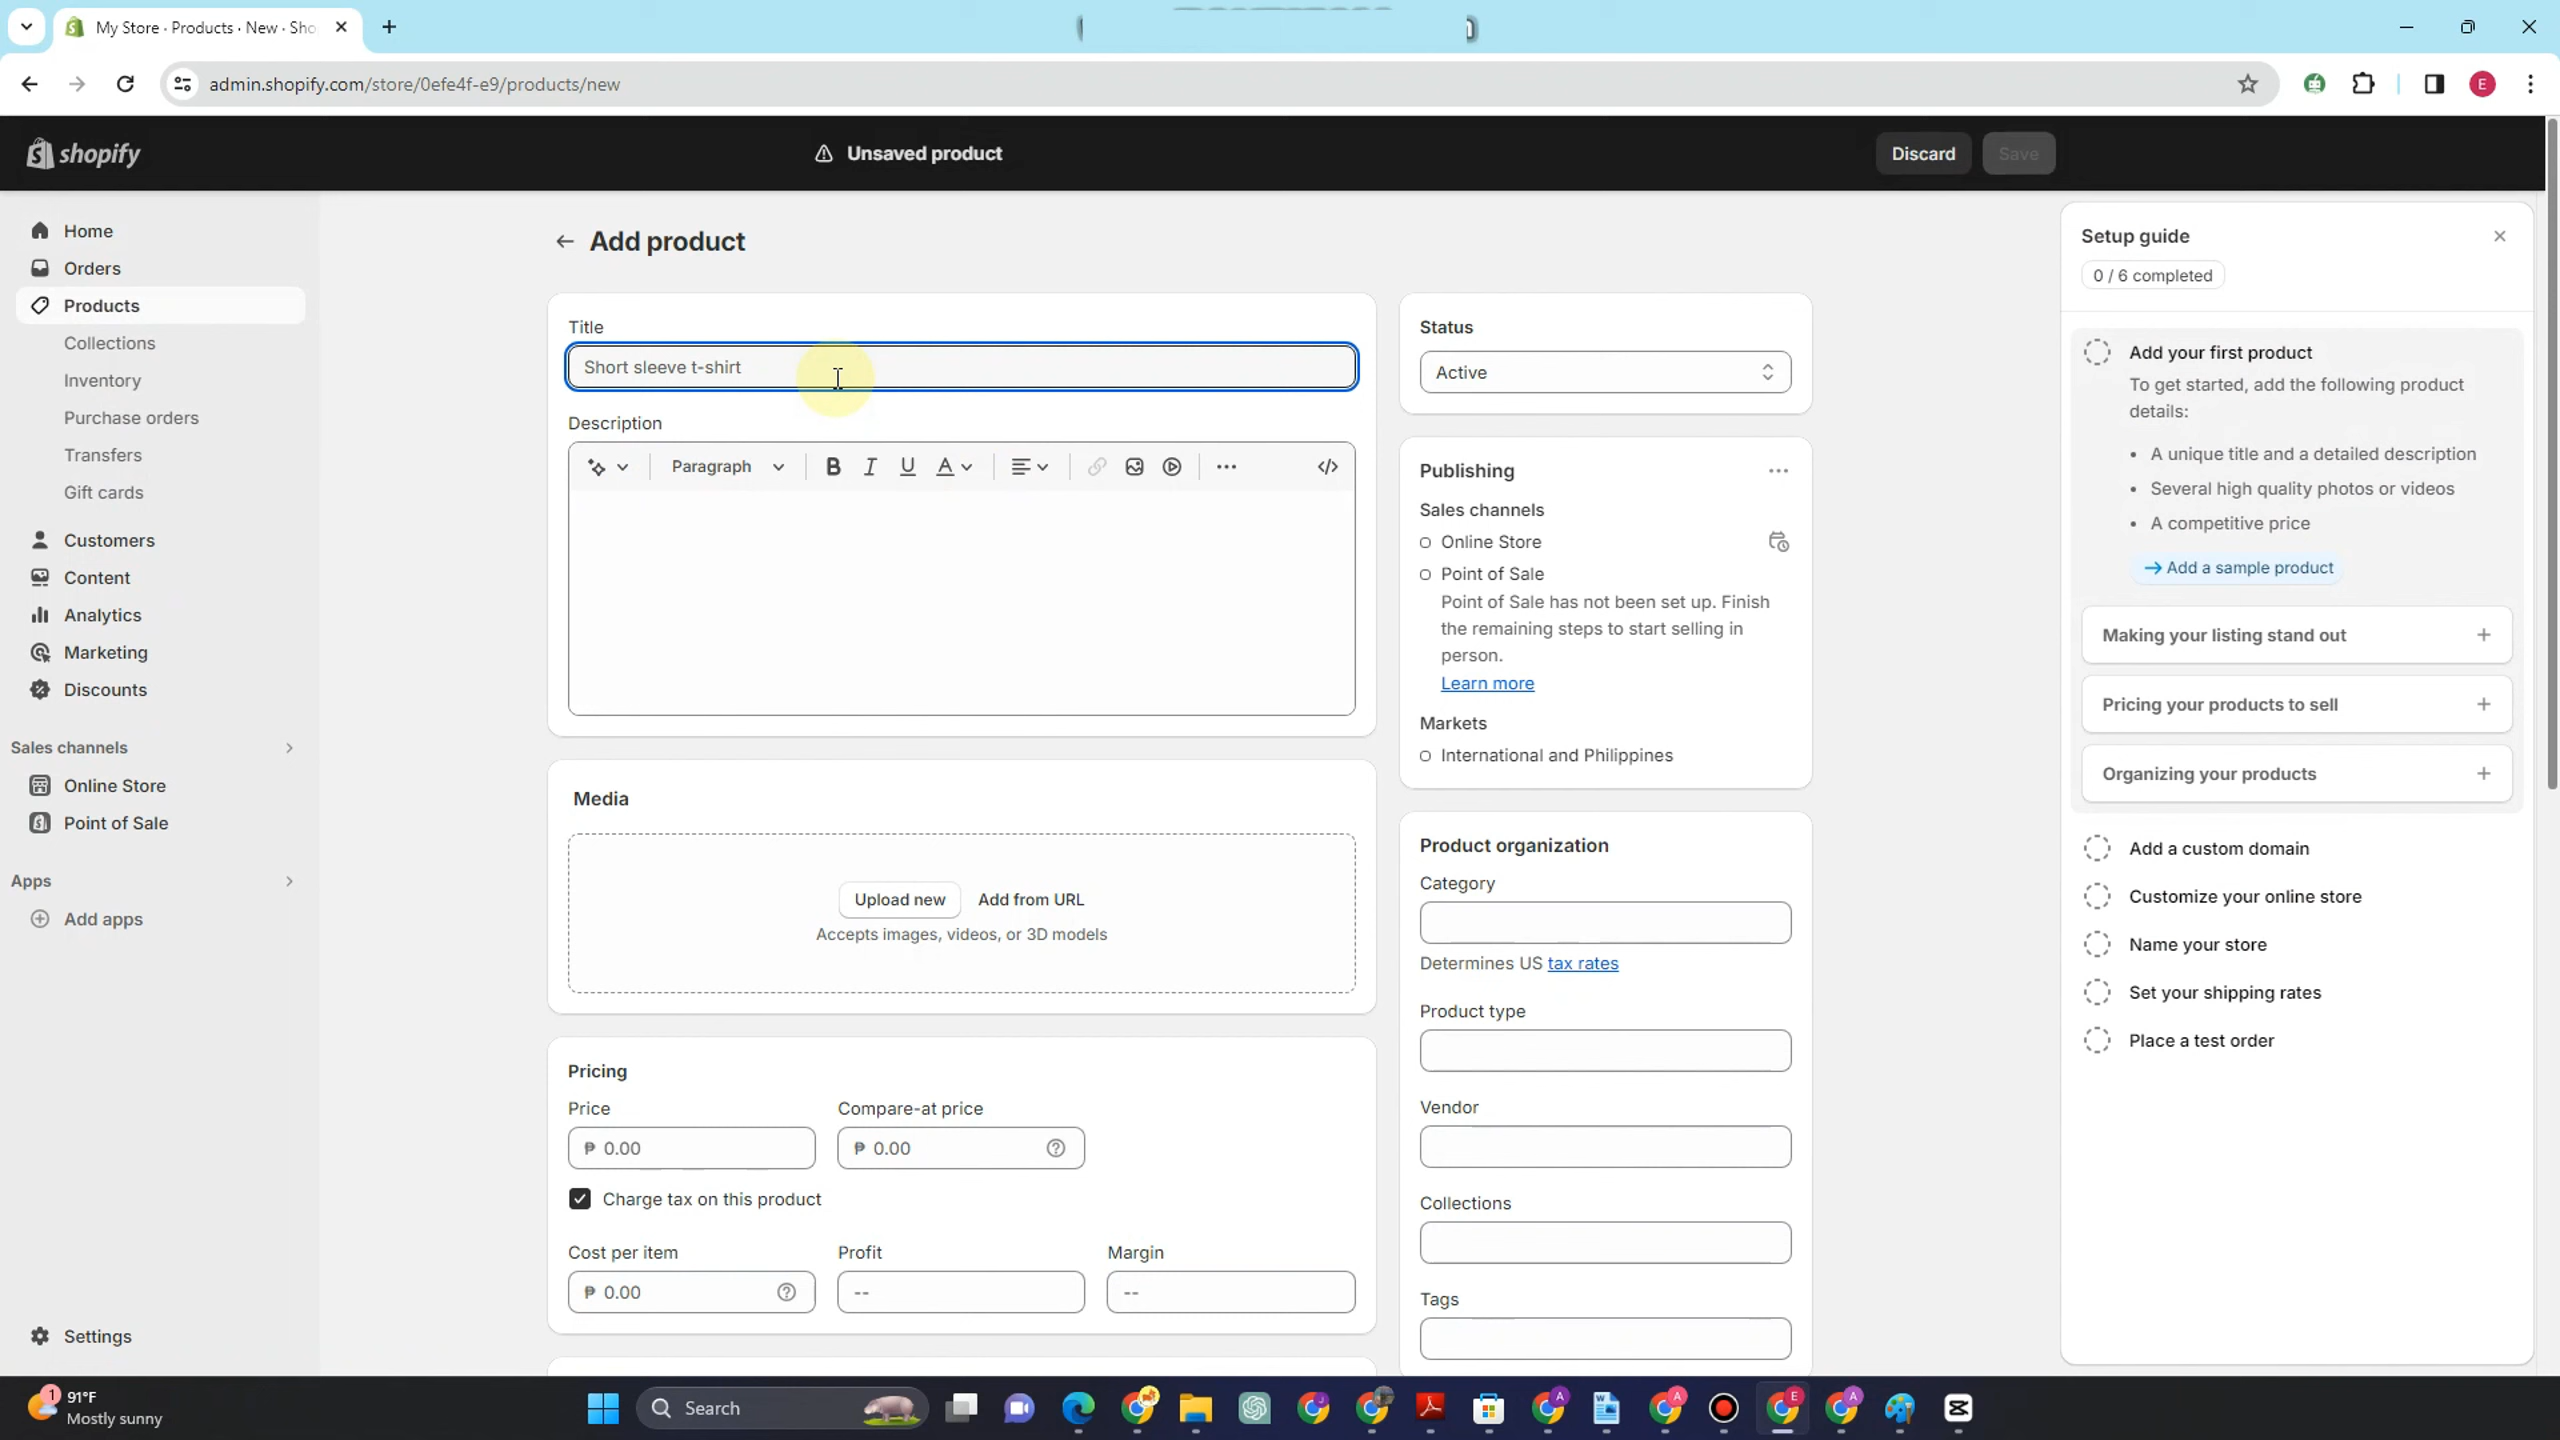 My Store · Products · New · Sho
admin.shopify.com/store/0efe4f-e9/products/new
E
shopify
Unsaved product
Discard
Save
Home
Orders
Products
Collections
Inventory
Purchase orders
Transfers
Gift cards
Customers
Content
Analytics
Marketing
Discounts
Sales channels
Online Store
Point of Sale
Apps
Add apps
Settings
Add product
Title
Short sleeve t-shirt
Description
Paragraph
B I U A
Media
Upload new
Add from URL
Accepts images, videos, or 3D models
Pricing
Price
Compare-at price
₱ 0.00
₱ 0.00
Charge tax on this product
Cost per item
Profit
Margin
₱ 0.00
--
--
Status
Active
Publishing
Sales channels
Online Store
Point of Sale
Point of Sale has not been set up. Finish
the remaining steps to start selling in
person.
Learn more
Markets
International and Philippines
Product organization
Category
Determines US tax rates
Product type
Vendor
Collections
Tags
Setup guide
0 / 6 completed
Add your first product
To get started, add the following product
details:
• A unique title and a detailed description
• Several high quality photos or videos
• A competitive price
Add a sample product
Making your listing stand out
Pricing your products to sell
Organizing your products
Add a custom domain
Customize your online store
Name your store
Set your shipping rates
Place a test order
1
91°F
Mostly sunny
Search